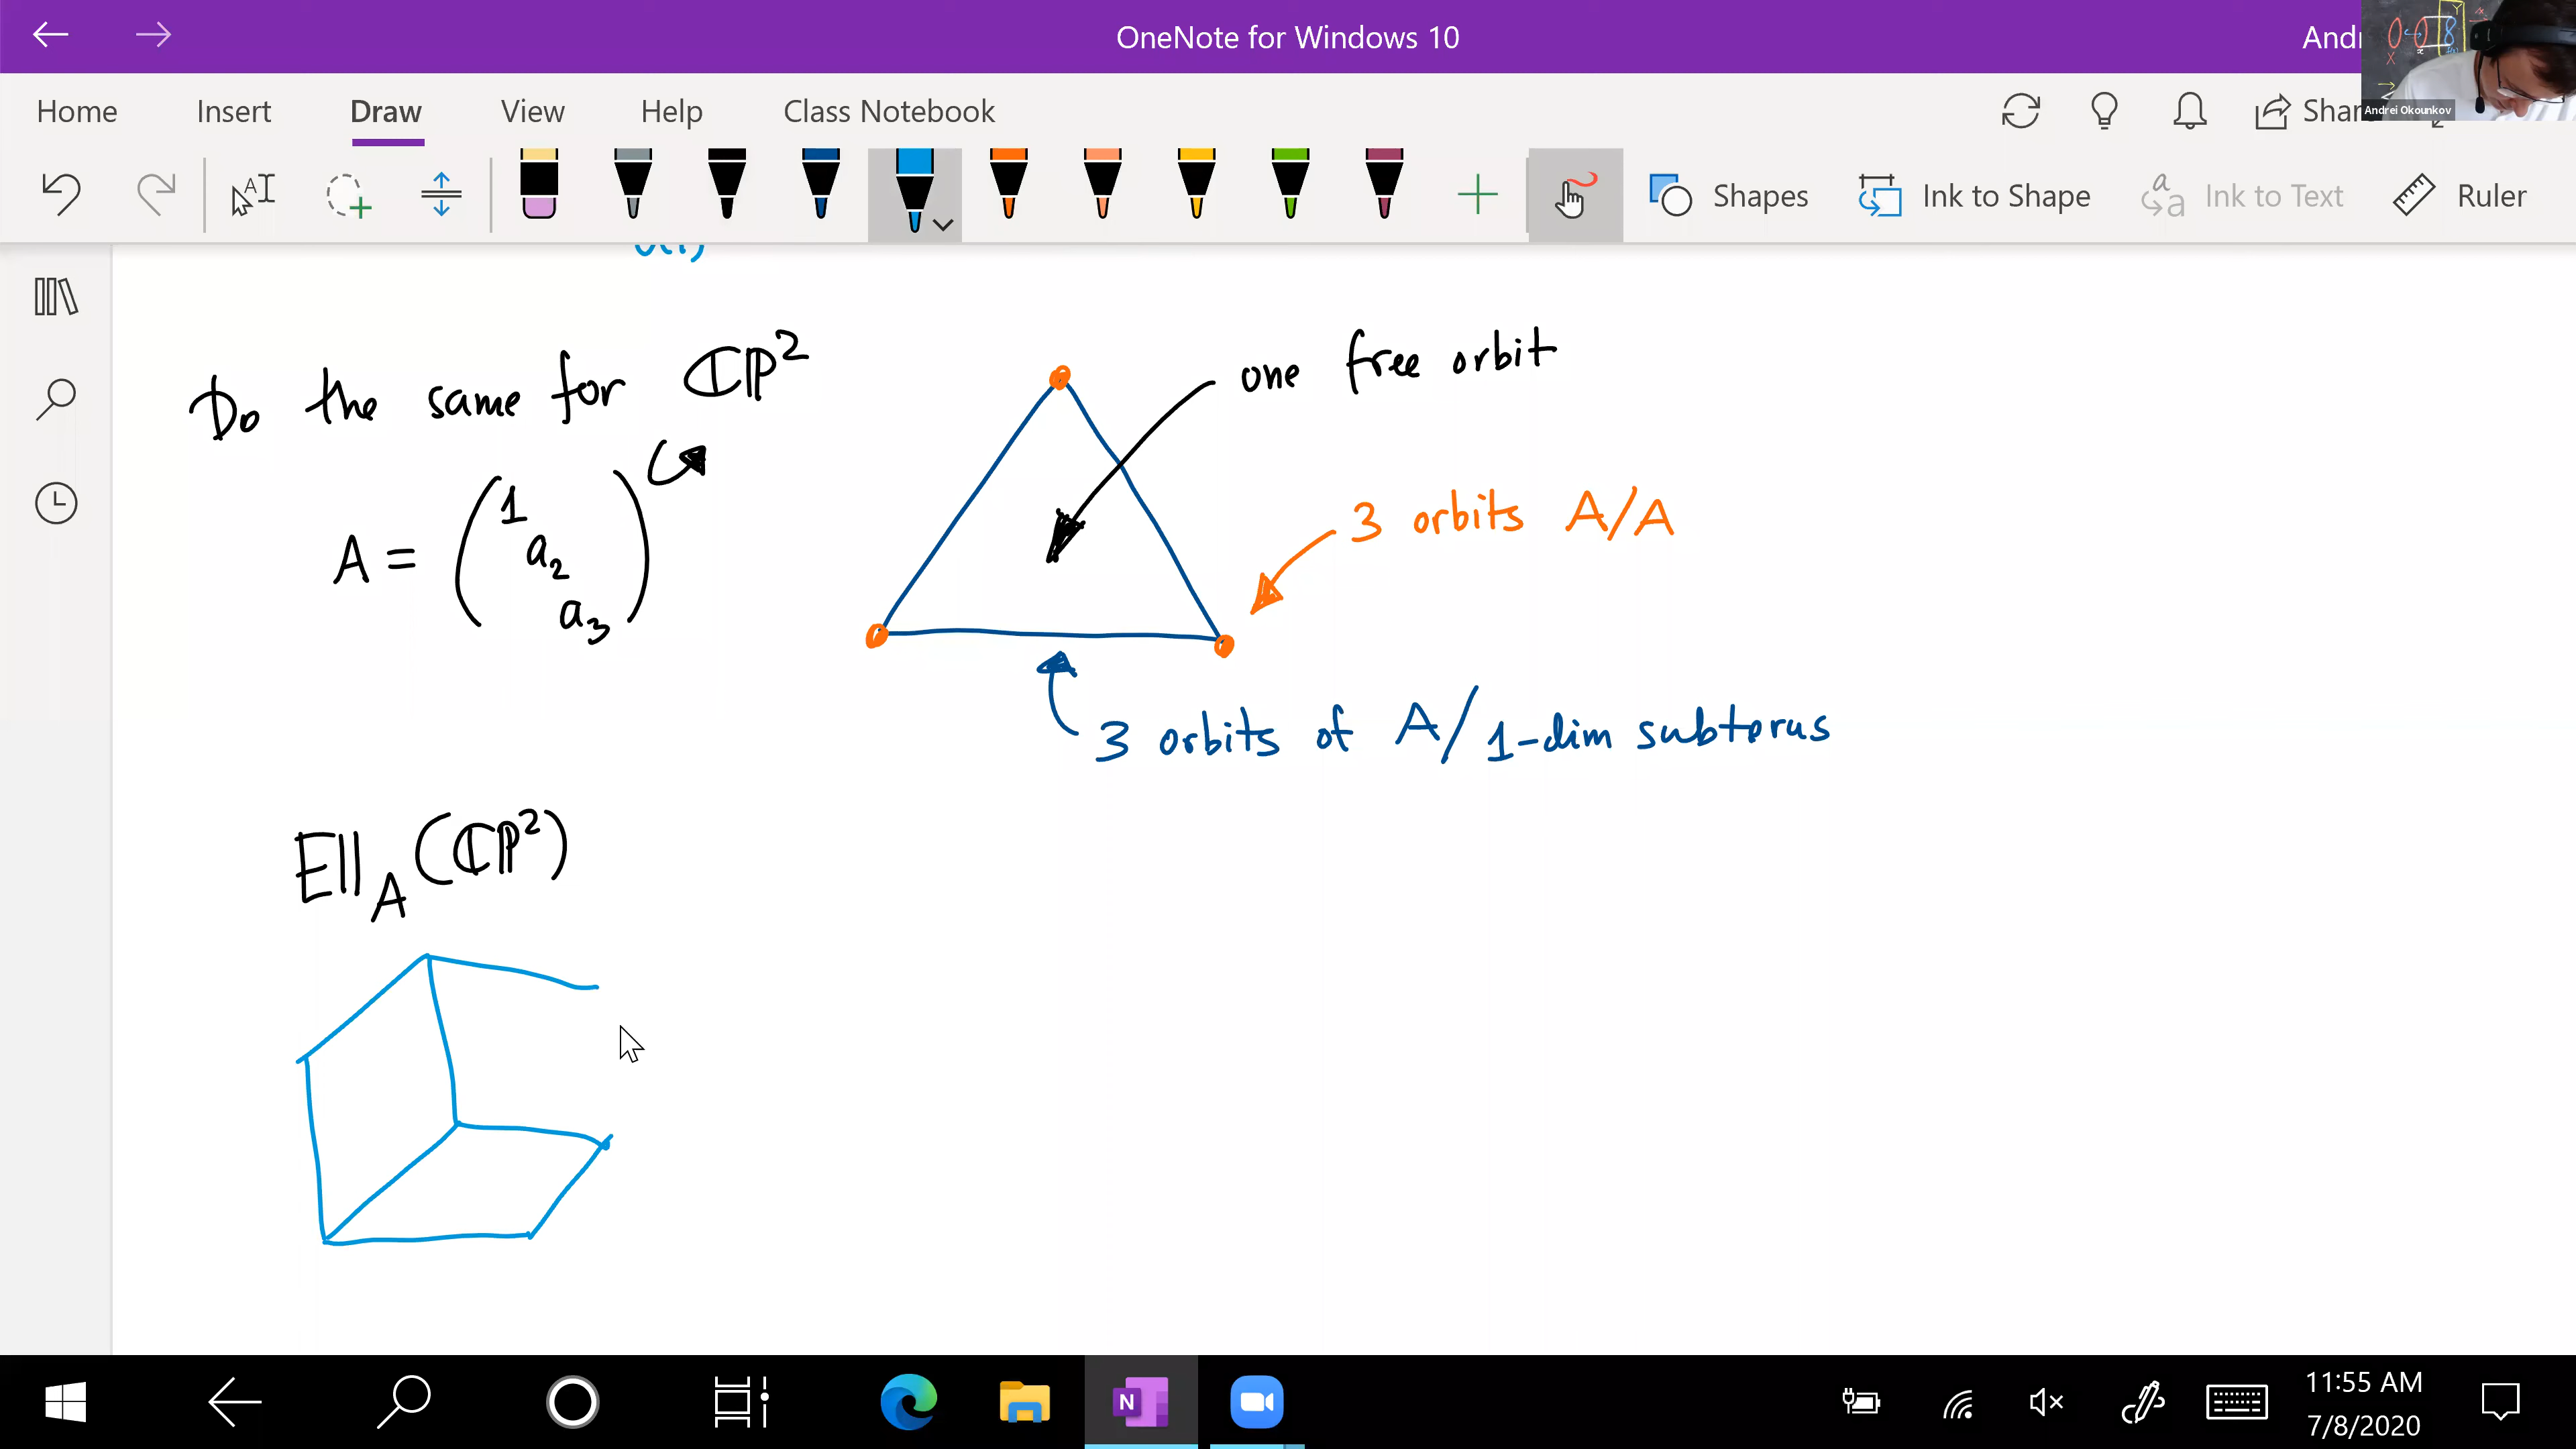 OneNote for Windows 10
Andrei Okounkov
Home Insert Draw View Help Class Notebook
Shapes Ink to Shape Ink to Text Ruler
Do the same for ℂℙ²
A = (1 a₂ a₃)
one free orbit
3 orbits A/A
3 orbits of A/1-dim subtorus
Ell_A(ℂℙ²)
11:55 AM
7/8/2020